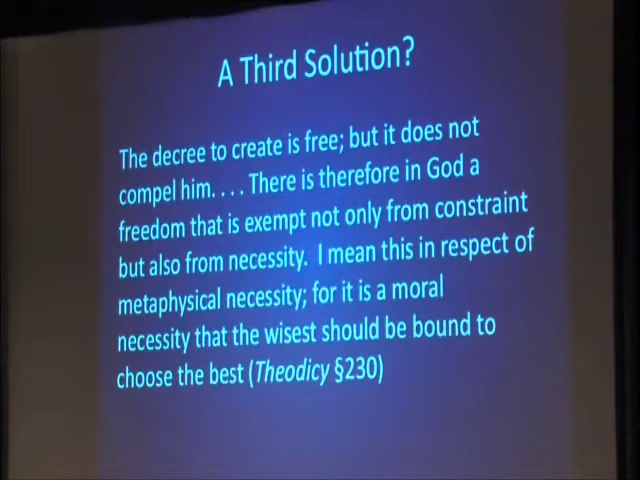 A Third Solution?
The decree to create is free; but it does not
compel him. . . . There is therefore in God a
freedom that is exempt not only from constraint
but also from necessity.  I mean this in respect of
metaphysical necessity; for it is a moral
necessity that the wisest should be bound to
choose the best (Theodicy §230)